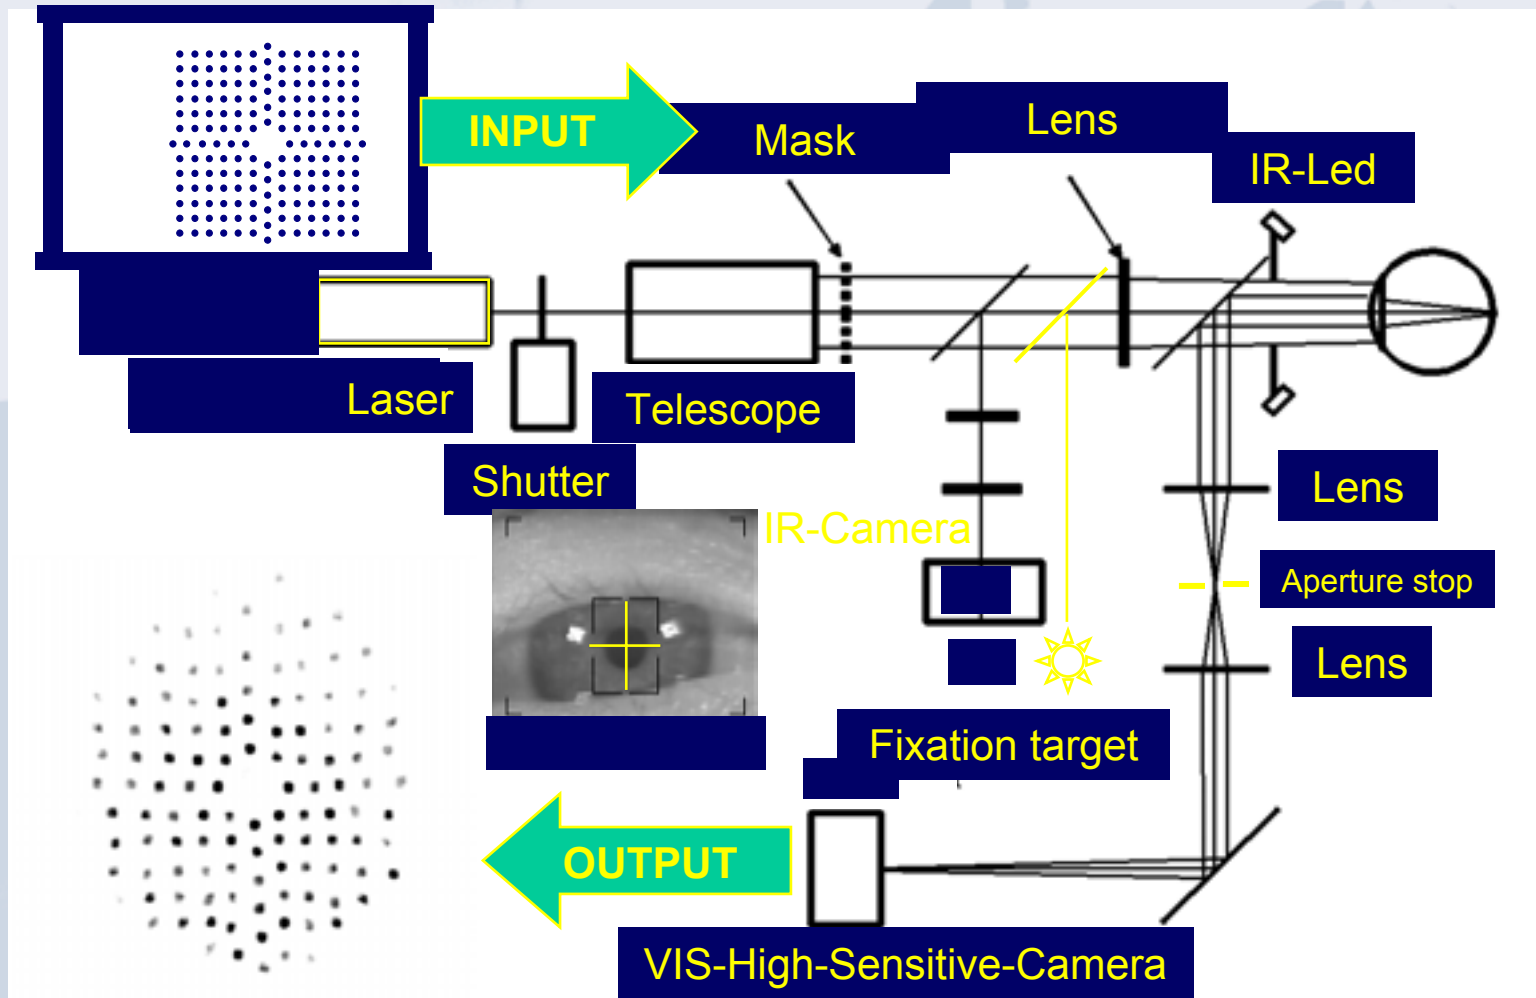 INPUT
Mask
Lens
IR-Led
Laser
Telescope
Shutter
IR-Camera
Lens
Aperture stop
Lens
Fixation target
OUTPUT
VIS-High-Sensitive-Camera